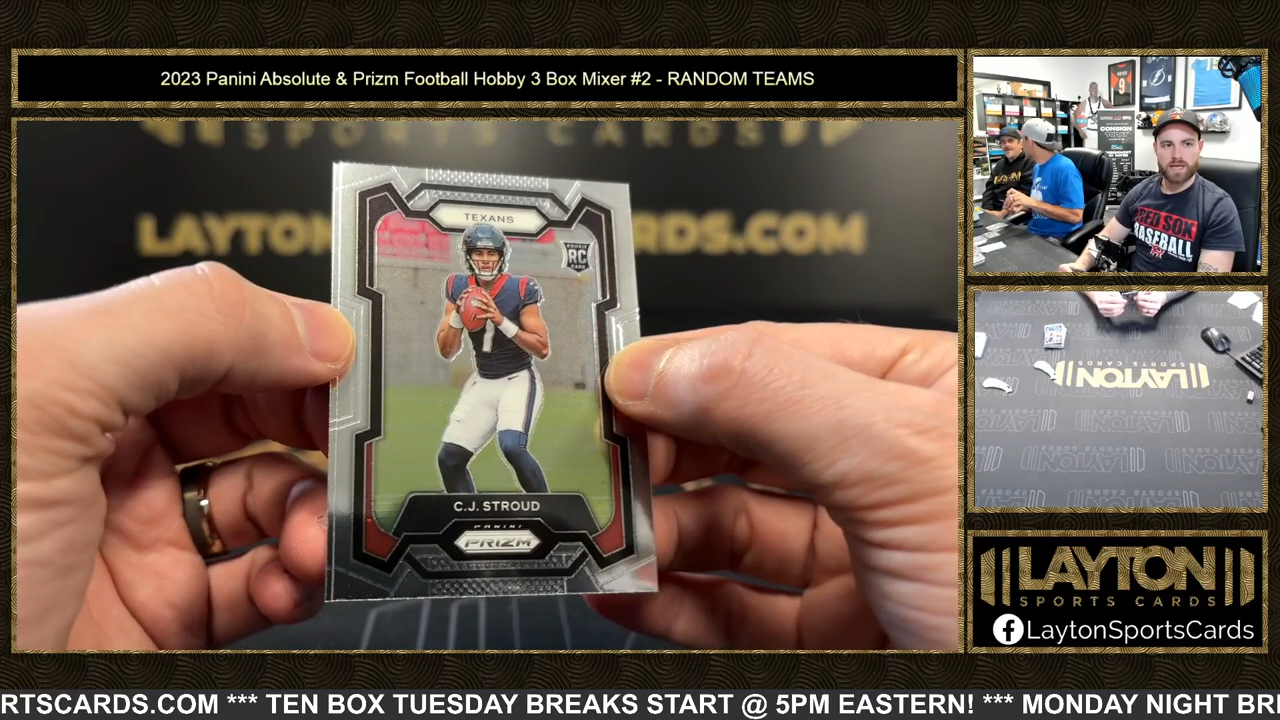 2023 Panini Absolute & Prizm Football Hobby 3 Box Mixer #2 - RANDOM TEAMS
CARDS
LAYTON
RDS.COM
TEXANS
ROOKIE
RC
CARD
1
C.J. STROUD
PANINI
PRIZM
CONSIGN
RED SOX
BASEBALL
LAYTON
LAYTON
SPORTS CARDS
LaytonSportsCards
RTSCARDS.COM *** TEN BOX TUESDAY BREAKS START @ 5PM EASTERN! *** MONDAY NIGHT BR